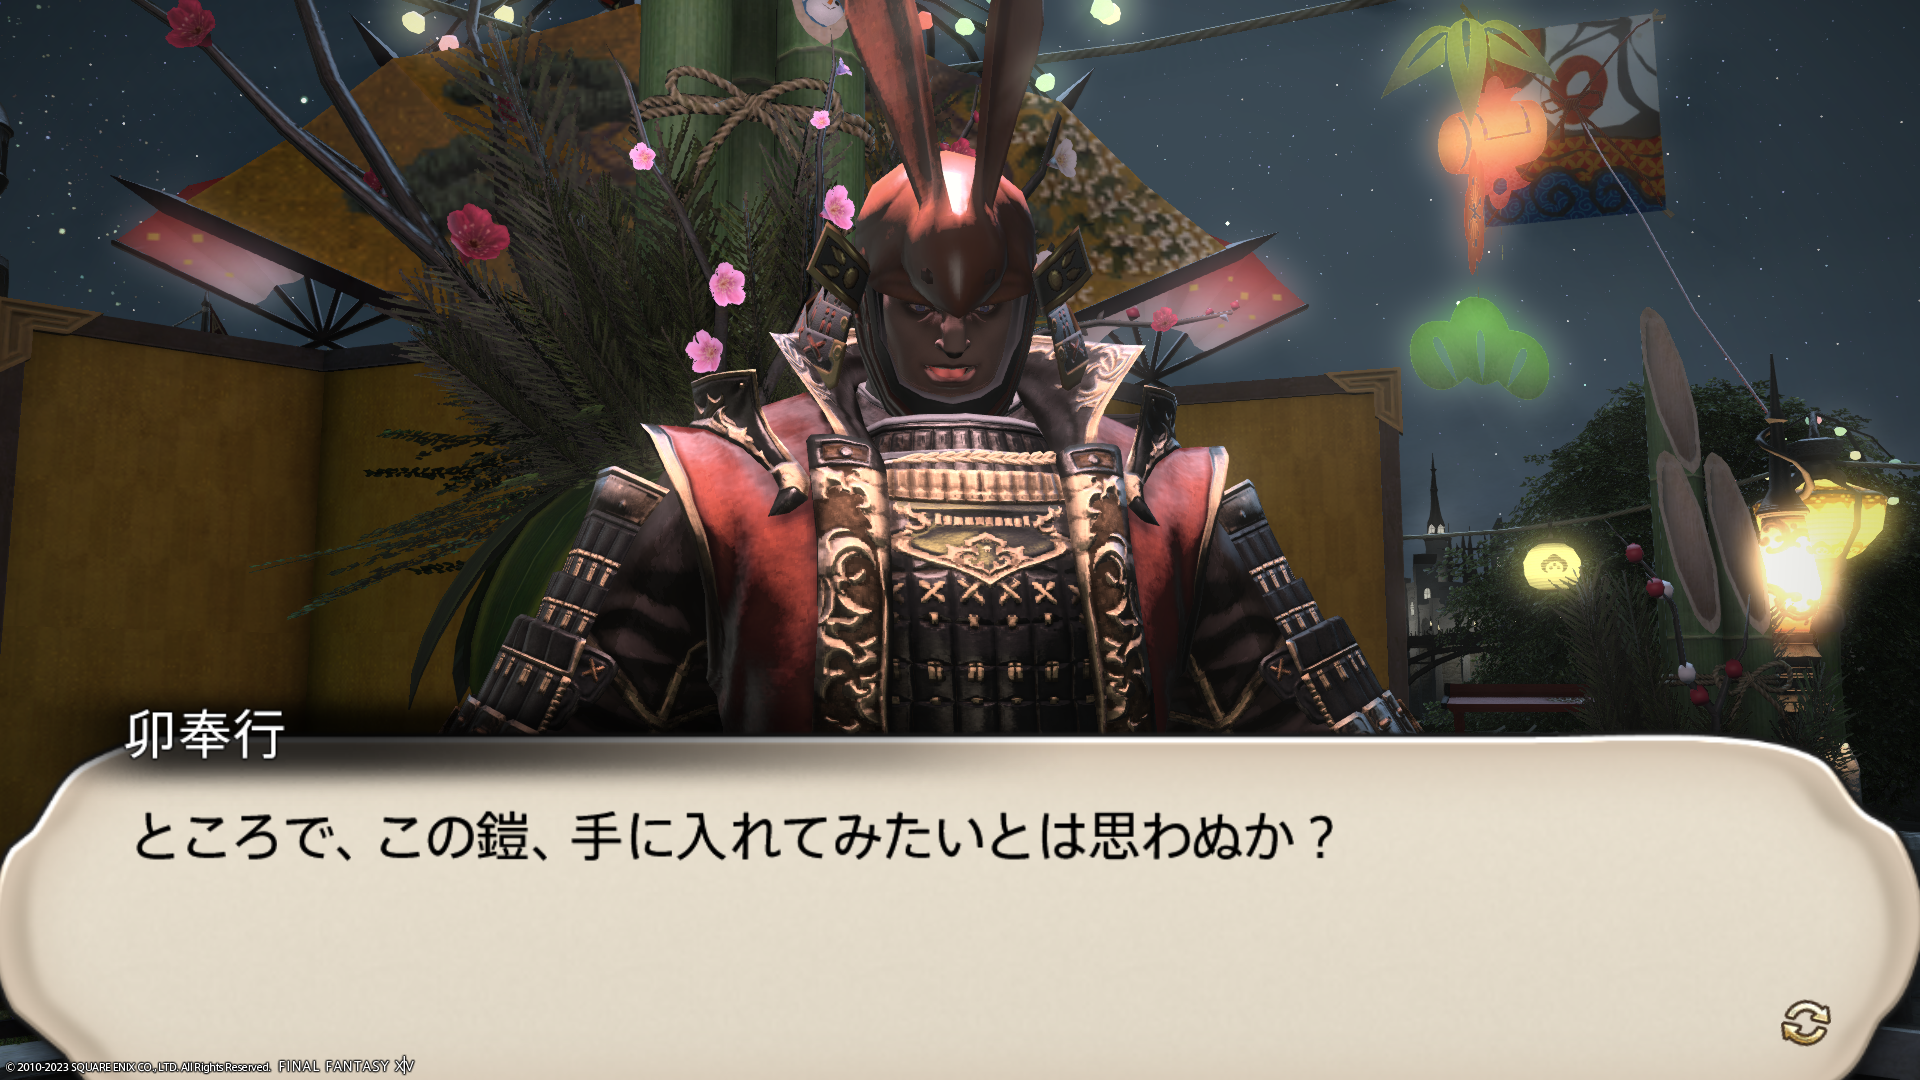 卯奉行
ところで、この鎧、手に入れてみたいとは思わぬか？
© 2010-2023 SQUARE ENIX CO., LTD. All Rights Reserved. FINAL FANTASY XIV